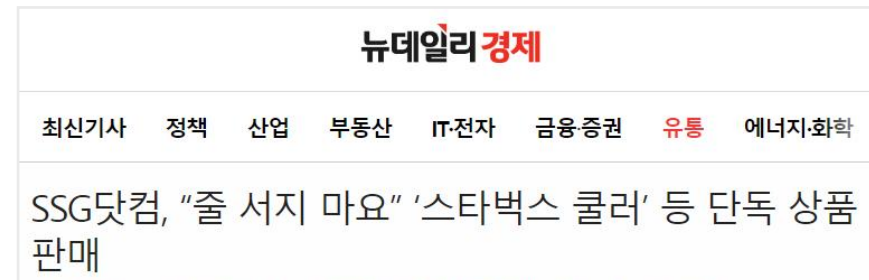 뉴데일리경제
최신기사 정책 산업 부동산 IT·전자 금융·증권 유통 에너지·화학
SSG닷컴, "줄 서지 마요" '스타벅스 쿨러' 등 단독 상품
판매